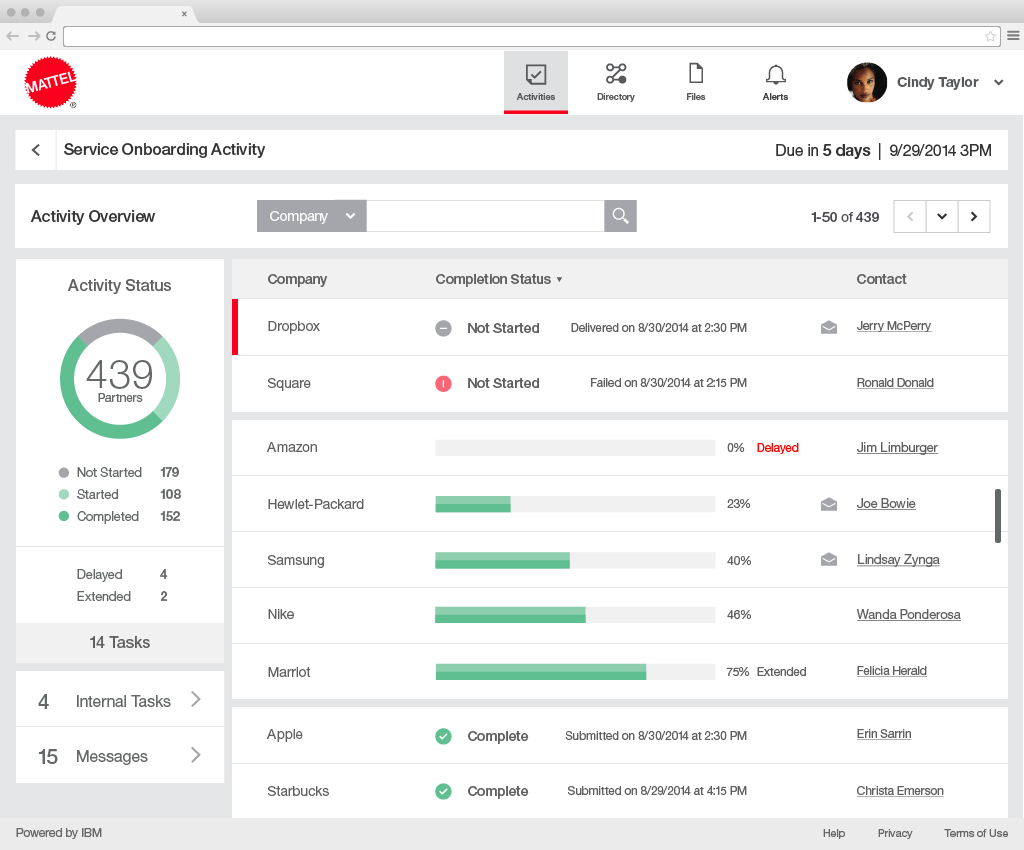 MATTEL
®
Activities
Directory
Files
Alerts
Cindy Taylor
Service Onboarding Activity
Due in 5 days | 9/29/2014 3PM
Activity Overview
Company
1-50 of 439
Activity Status
439
Partners
Not Started 179
Started 108
Completed 152
Delayed 4
Extended 2
14 Tasks
4 Internal Tasks
15 Messages
Company Completion Status Contact
Dropbox Not Started Delivered on 8/30/2014 at 2:30 PM Jerry McPerry
Square Not Started Failed on 8/30/2014 at 2:15 PM Ronald Donald
Amazon 0% Delayed Jim Limburger
Hewlet-Packard 23% Joe Bowie
Samsung 40% Lindsay Zynga
Nike 46% Wanda Ponderosa
Marriot 75% Extended Felicia Herald
Apple Complete Submitted on 8/30/2014 at 2:30 PM Erin Sarrin
Starbucks Complete Submitted on 8/29/2014 at 4:15 PM Christa Emerson
Powered by IBM
Help Privacy Terms of Use